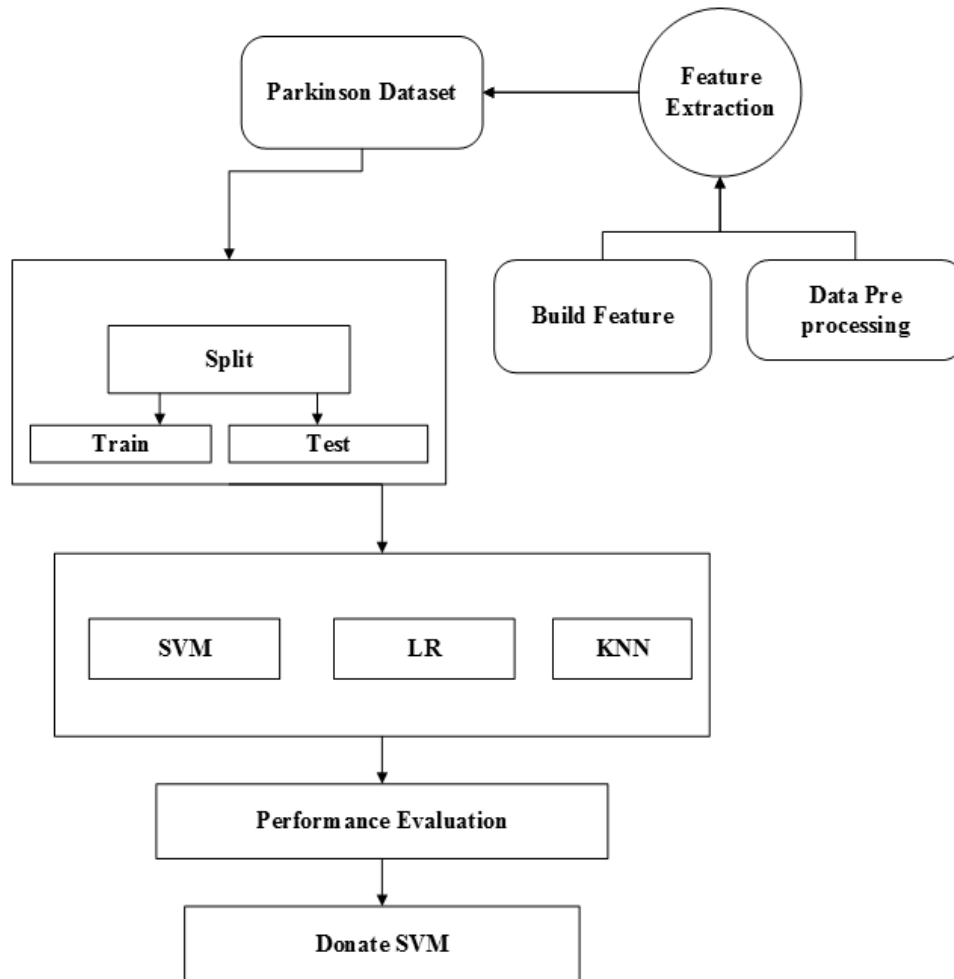 Parkinson Dataset
Feature
Extraction
Build Feature
Data Pre
processing
Split
Train
Test
SVM
LR
KNN
Performance Evaluation
Donate SVM